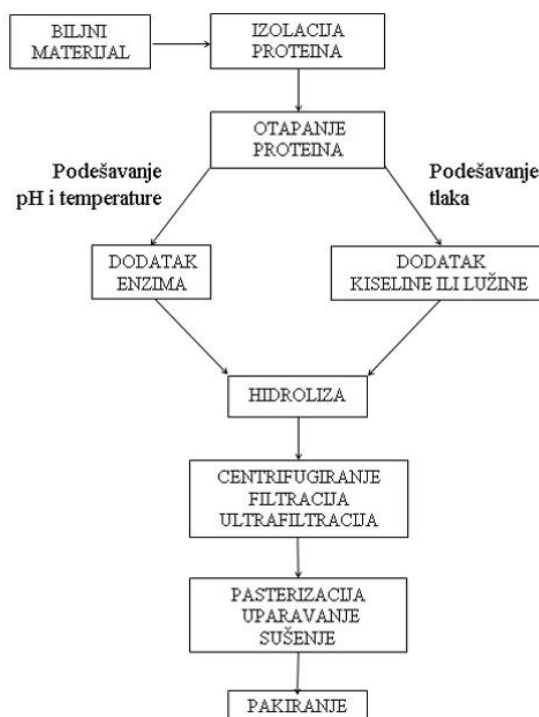 BILJNI
MATERIJAL
IZOLACIJA
PROTEINA
OTAPANJE
PROTEINA
Podešavanje
pH i temperature
Podešavanje
tlaka
DODATAK
ENZIMA
DODATAK
KISELINE ILI LUŽINE
HIDROLIZA
CENTRIFUGIRANJE
FILTRACIJA
ULTRAFILTRACIJA
PASTERIZACIJA
UPARAVANJE
SUŠENJE
PAKIRANJE